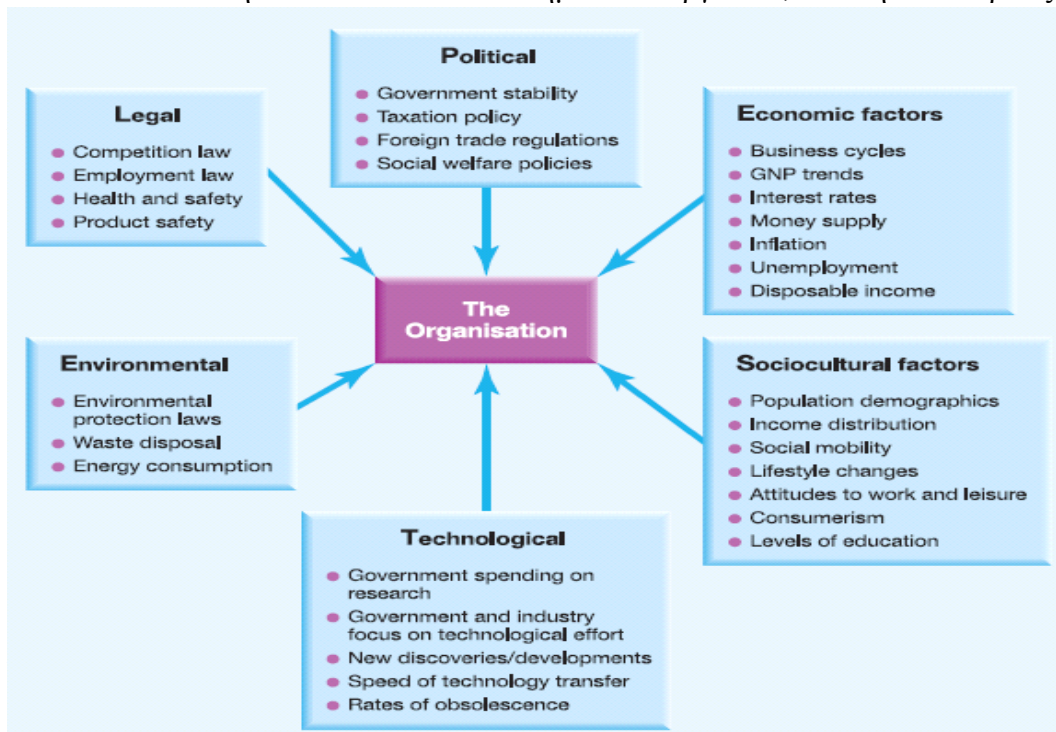 Political
Government stability
Taxation policy
Foreign trade regulations
Social welfare policies
Legal
Competition law
Employment law
Health and safety
Product safety
Economic factors
Business cycles
GNP trends
Interest rates
Money supply
Inflation
Unemployment
Disposable income
The
Organisation
Environmental
Environmental
protection laws
Waste disposal
Energy consumption
Sociocultural factors
Population demographics
Income distribution
Social mobility
Lifestyle changes
Attitudes to work and leisure
Consumerism
Levels of education
Technological
Government spending on
research
Government and industry
focus on technological effort
New discoveries/developments
Speed of technology transfer
Rates of obsolescence